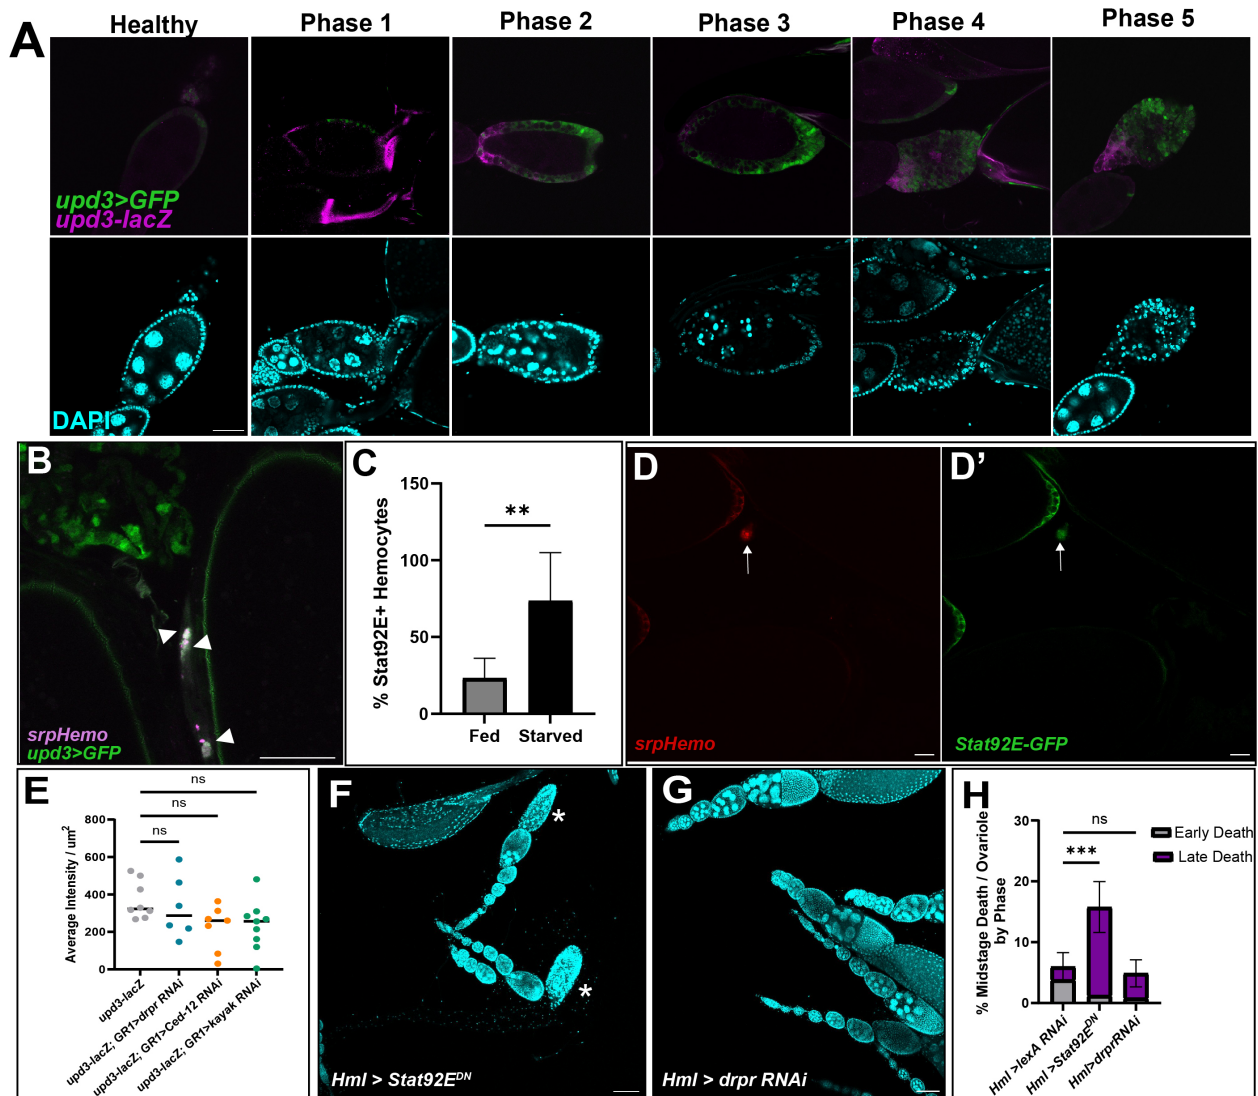 A
Healthy
Phase 1
Phase 2
Phase 3
Phase 4
Phase 5
upd3>GFP
upd3-lacZ
DAPI
B
srpHemo
upd3>GFP
C
% Stat92E+ Hemocytes
150
100
50
0
**
Fed
Starved
D
srpHemo
D’
Stat92E-GFP
E
Average Intensity / um²
800
600
400
200
0
ns
ns
ns
upd3-lacZ
upd3-lacZ; GR1>drpr RNAi
upd3-lacZ; GR1>Ced-12 RNAi
upd3-lacZ; GR1>kayak RNAi
F
*
*
Hml > Stat92Eᴰᴺ
G
Hml > drpr RNAi
H
% Midstage Death / Ovariole
by Phase
30
20
10
0
ns
***
Early Death
Late Death
Hml >lexA RNAi
Hml >Stat92Eᴰᴺ
Hml>drprRNAi